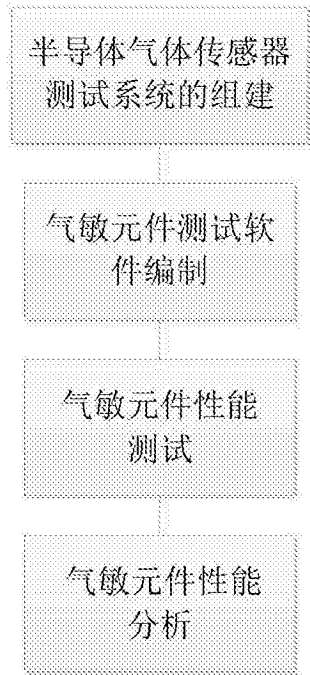 半导体气体传感器
测试系统的组建
气敏元件测试软
件编制
气敏元件性能
测试
气敏元件性能
分析